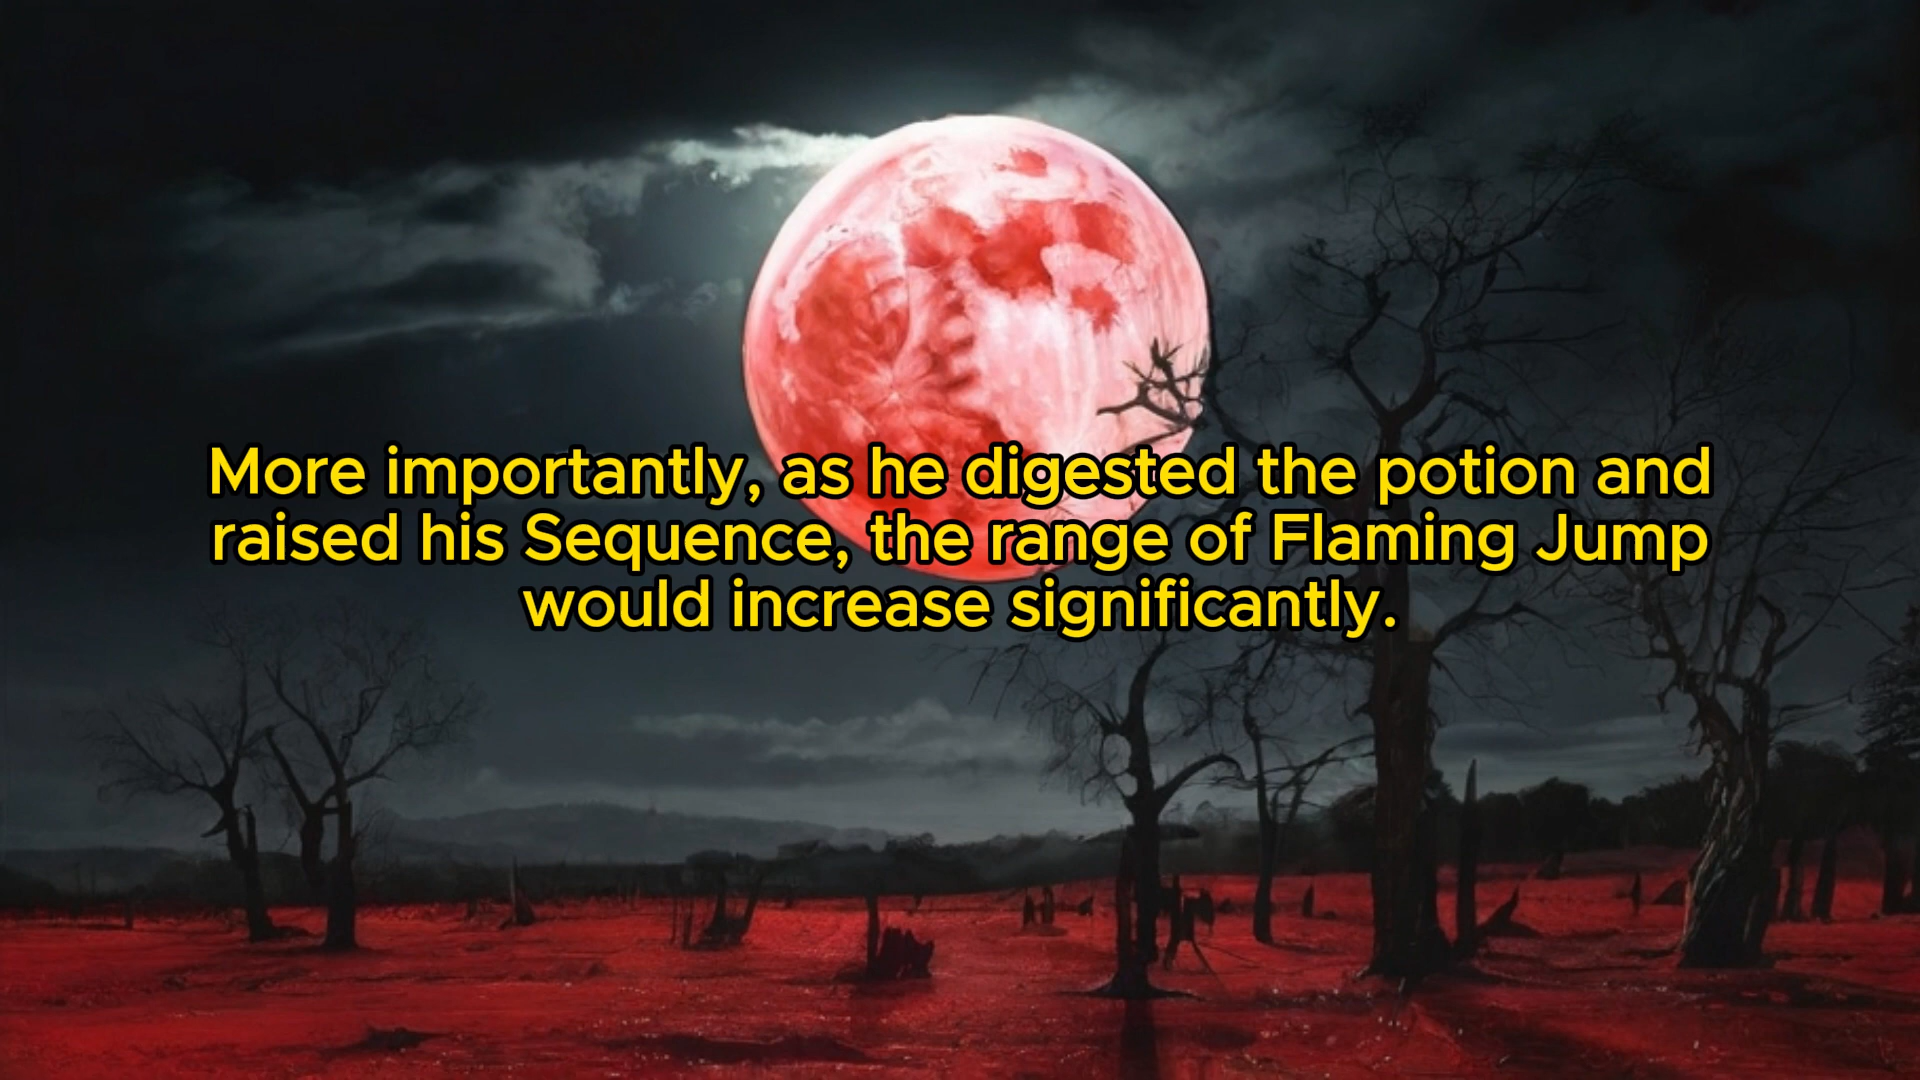 More importantly, as he digested the potion and
raised his Sequence, the range of Flaming Jump
would increase significantly.